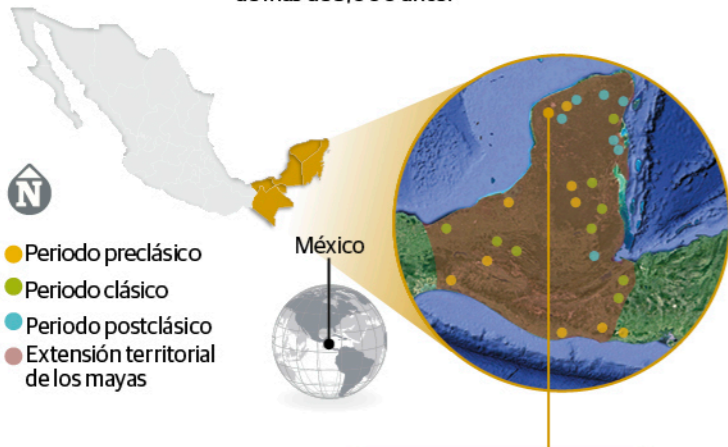 N
México
Periodo preclásico
Periodo clásico
Periodo postclásico
Extensión territorial
de los mayas